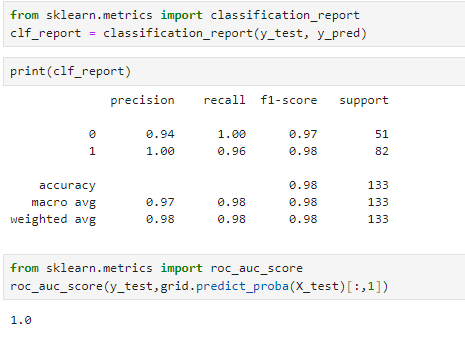 from sklearn.metrics import classification_report
clf_report = classification_report(y_test, y_pred)
print(clf_report)
precision recall f1-score support
0 0.94 1.00 0.97 51
1 1.00 0.96 0.98 82
accuracy 0.98 133
macro avg 0.97 0.98 0.98 133
weighted avg 0.98 0.98 0.98 133
from sklearn.metrics import roc_auc_score
roc_auc_score(y_test,grid.predict_proba(X_test)[:,1])
1.0